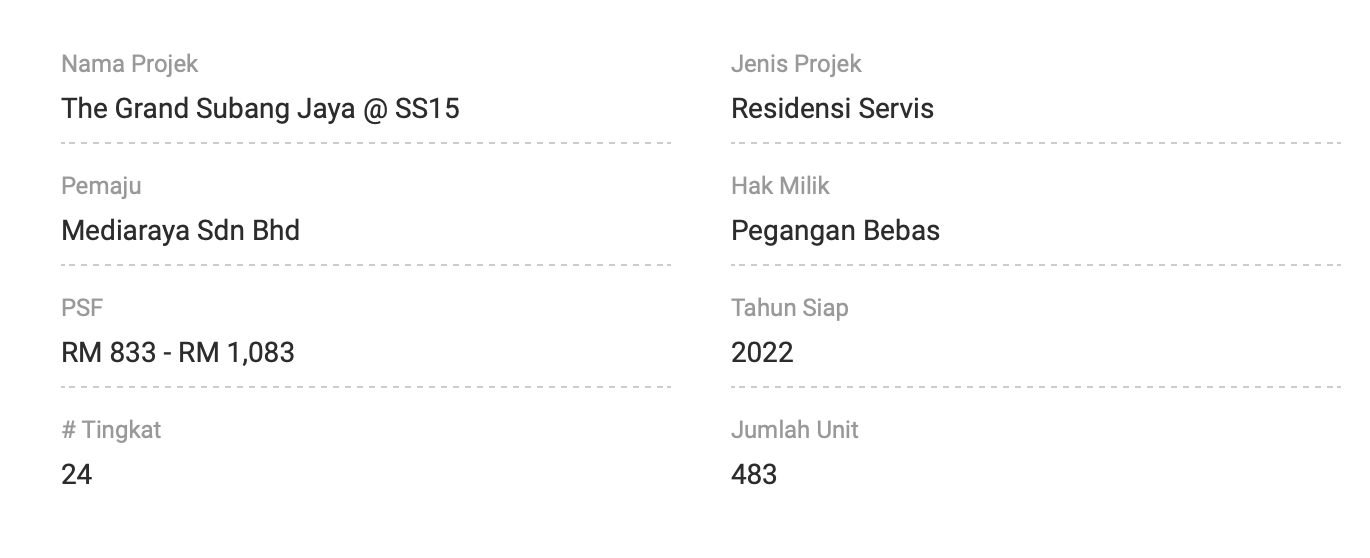 Nama Projek
The Grand Subang Jaya @ SS15
Jenis Projek
Residensi Servis
Pemaju
Mediaraya Sdn Bhd
Hak Milik
Pegangan Bebas
PSF
RM 833 - RM 1,083
Tahun Siap
2022
# Tingkat
24
Jumlah Unit
483